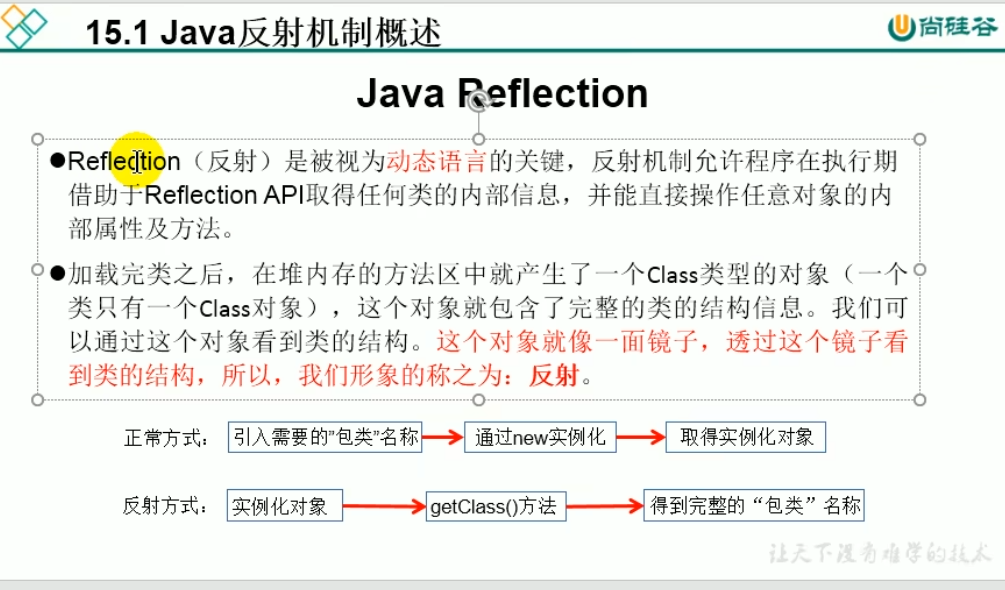 15.1 Java反射机制概述
尚硅谷
Java Reflection
●Reflection（反射）是被视为动态语言的关键，反射机制允许程序在执行期
借助于Reflection API取得任何类的内部信息，并能直接操作任意对象的内
部属性及方法。
●加载完类之后，在堆内存的方法区中就产生了一个Class类型的对象（一个
类只有一个Class对象），这个对象就包含了完整的类的结构信息。我们可
以通过这个对象看到类的结构。这个对象就像一面镜子，透过这个镜子看
到类的结构，所以，我们形象的称之为：反射。
正常方式： 引入需要的”包类”名称 通过new实例化 取得实例化对象
反射方式： 实例化对象 getClass()方法 得到完整的“包类”名称
让天下没有难学的技术